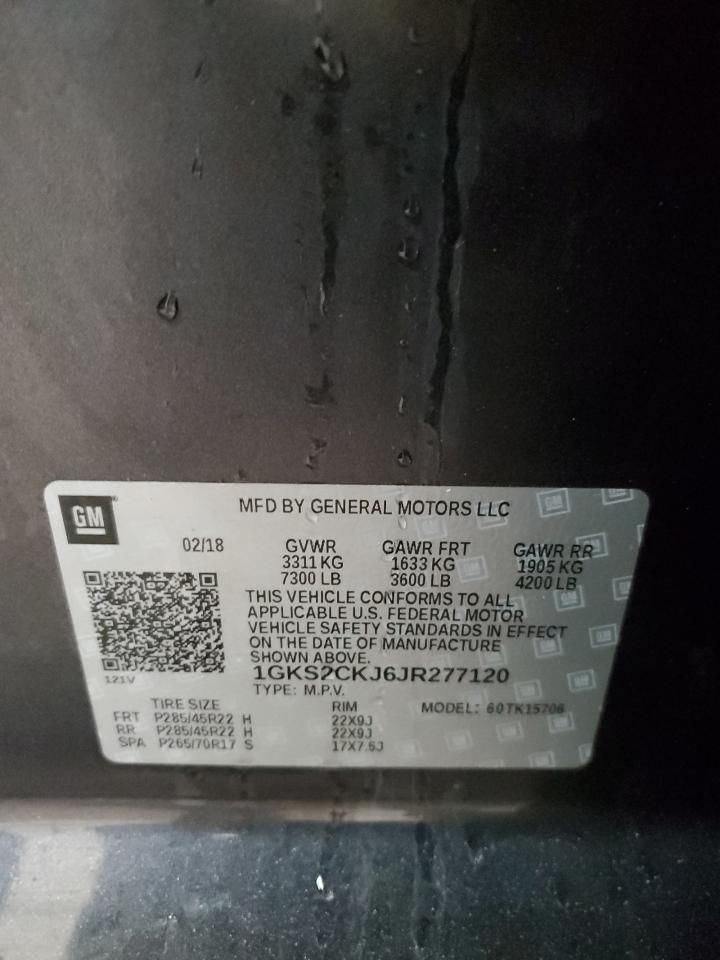 GM
MFD BY GENERAL MOTORS LLC
02/18 GVWR GAWR FRT GAWR RR
3311 KG 1633 KG 1905 KG
7300 LB 3600 LB 4200 LB
THIS VEHICLE CONFORMS TO ALL
APPLICABLE U.S. FEDERAL MOTOR
VEHICLE SAFETY STANDARDS IN EFFECT
ON THE DATE OF MANUFACTURE
SHOWN ABOVE.
121V
1GKS2CKJ6JR277120
TYPE: M.P.V.
TIRE SIZE RIM MODEL: 60TK15706
FRT P285/45R22 H 22X9J
RR P285/45R22 H 22X9J
SPA P265/70R17 S 17X7.5J